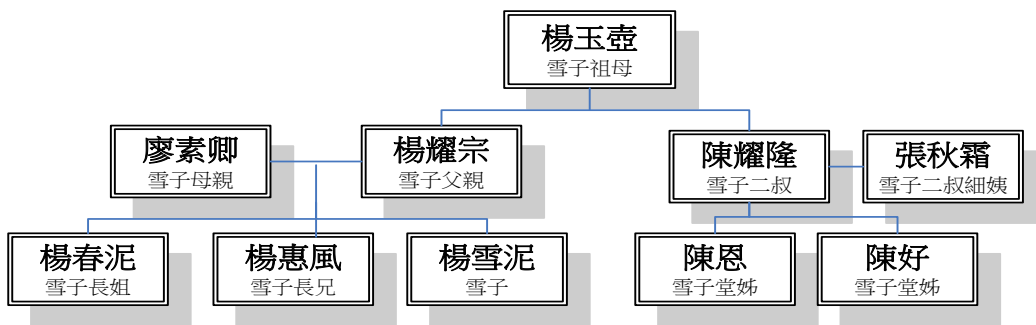 楊玉壺
雪子祖母
廖素卿
雪子母親
楊耀宗
雪子父親
陳耀隆
雪子二叔
張秋霜
雪子二叔細姨
楊春泥
雪子長姐
楊惠風
雪子長兄
楊雪泥
雪子
陳恩
雪子堂姊
陳好
雪子堂姊